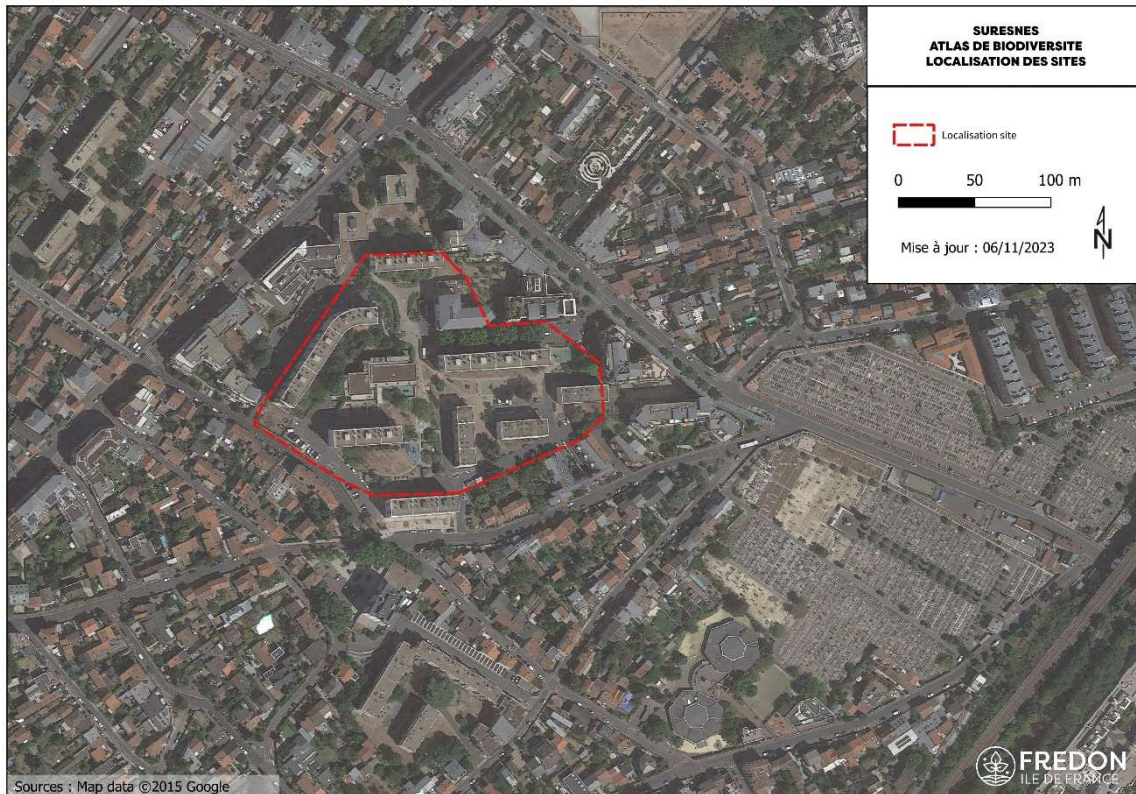 SURESNES
ATLAS DE BIODIVERSITE
LOCALISATION DES SITES
Localisation site
0 50 100 m
Mise à jour : 06/11/2023
N
FREDON
ILE DE FRANCE
Sources : Map data ©2015 Google